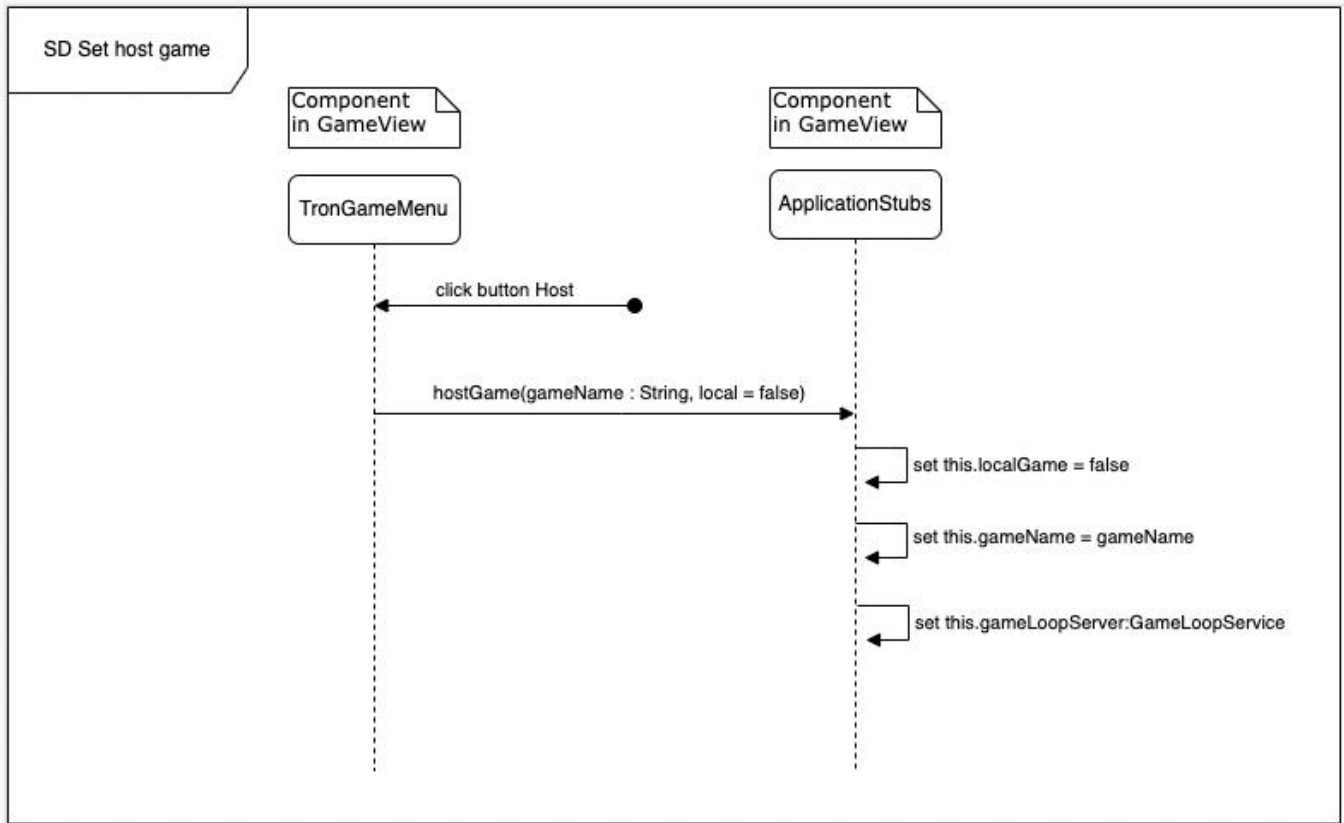 SD Set host game
Component
in GameView
Component
in GameView
TronGameMenu
ApplicationStubs
click button Host
hostGame(gameName : String, local = false)
set this.localGame = false
set this.gameName = gameName
set this.gameLoopServer:GameLoopService